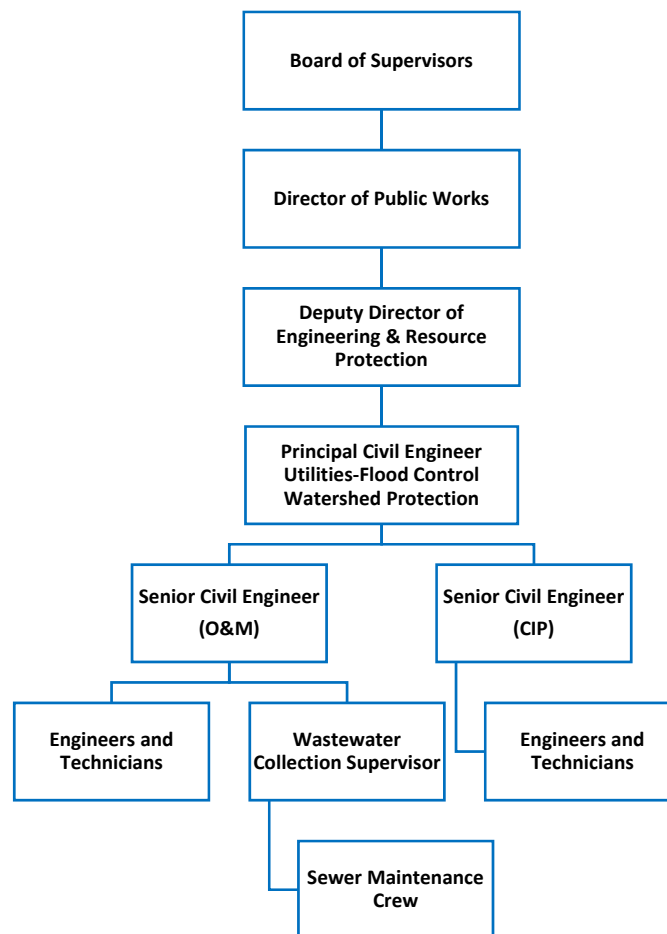 Board of Supervisors
Director of Public Works
Deputy Director of
Engineering & Resource
Protection
Principal Civil Engineer
Utilities-Flood Control
Watershed Protection
Senior Civil Engineer
(O&M)
Senior Civil Engineer
(CIP)
Engineers and
Technicians
Wastewater
Collection Supervisor
Engineers and
Technicians
Sewer Maintenance
Crew